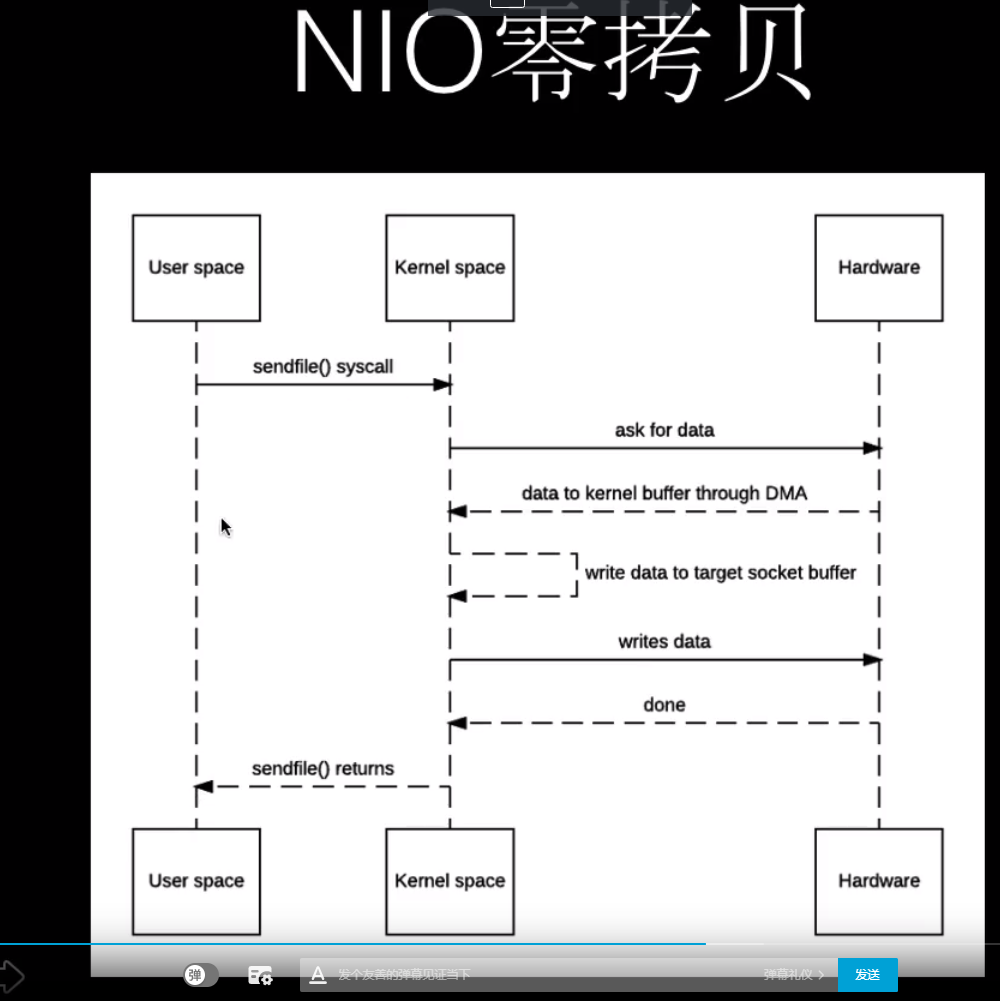 NIO零拷贝
User space
Kernel space
Hardware
sendfile() syscall
ask for data
data to kernel buffer through DMA
write data to target socket buffer
writes data
done
sendfile() returns
User space
Kernel space
Hardware
弹
A
发个友善的弹幕见证当下
弹幕礼仪 >
发送